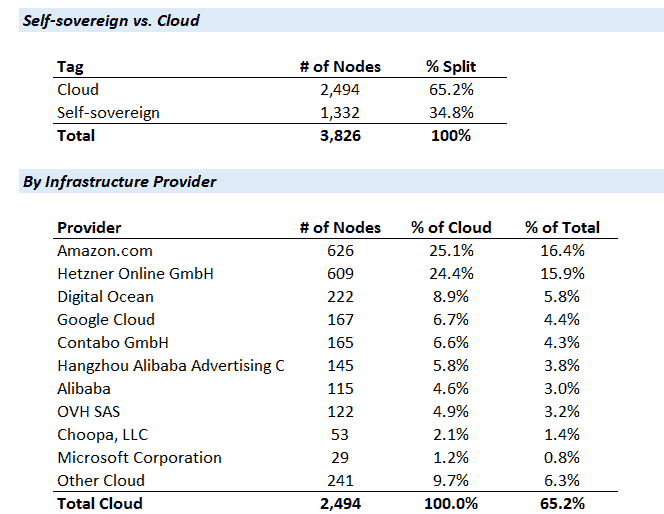 Self-sovereign vs. Cloud
Tag # of Nodes % Split
Cloud 2,494 65.2%
Self-sovereign 1,332 34.8%
Total 3,826 100%
By Infrastructure Provider
Provider # of Nodes % of Cloud % of Total
Amazon.com 626 25.1% 16.4%
Hetzner Online GmbH 609 24.4% 15.9%
Digital Ocean 222 8.9% 5.8%
Google Cloud 167 6.7% 4.4%
Contabo GmbH 165 6.6% 4.3%
Hangzhou Alibaba Advertising C 145 5.8% 3.8%
Alibaba 115 4.6% 3.0%
OVH SAS 122 4.9% 3.2%
Choopa, LLC 53 2.1% 1.4%
Microsoft Corporation 29 1.2% 0.8%
Other Cloud 241 9.7% 6.3%
Total Cloud 2,494 100.0% 65.2%